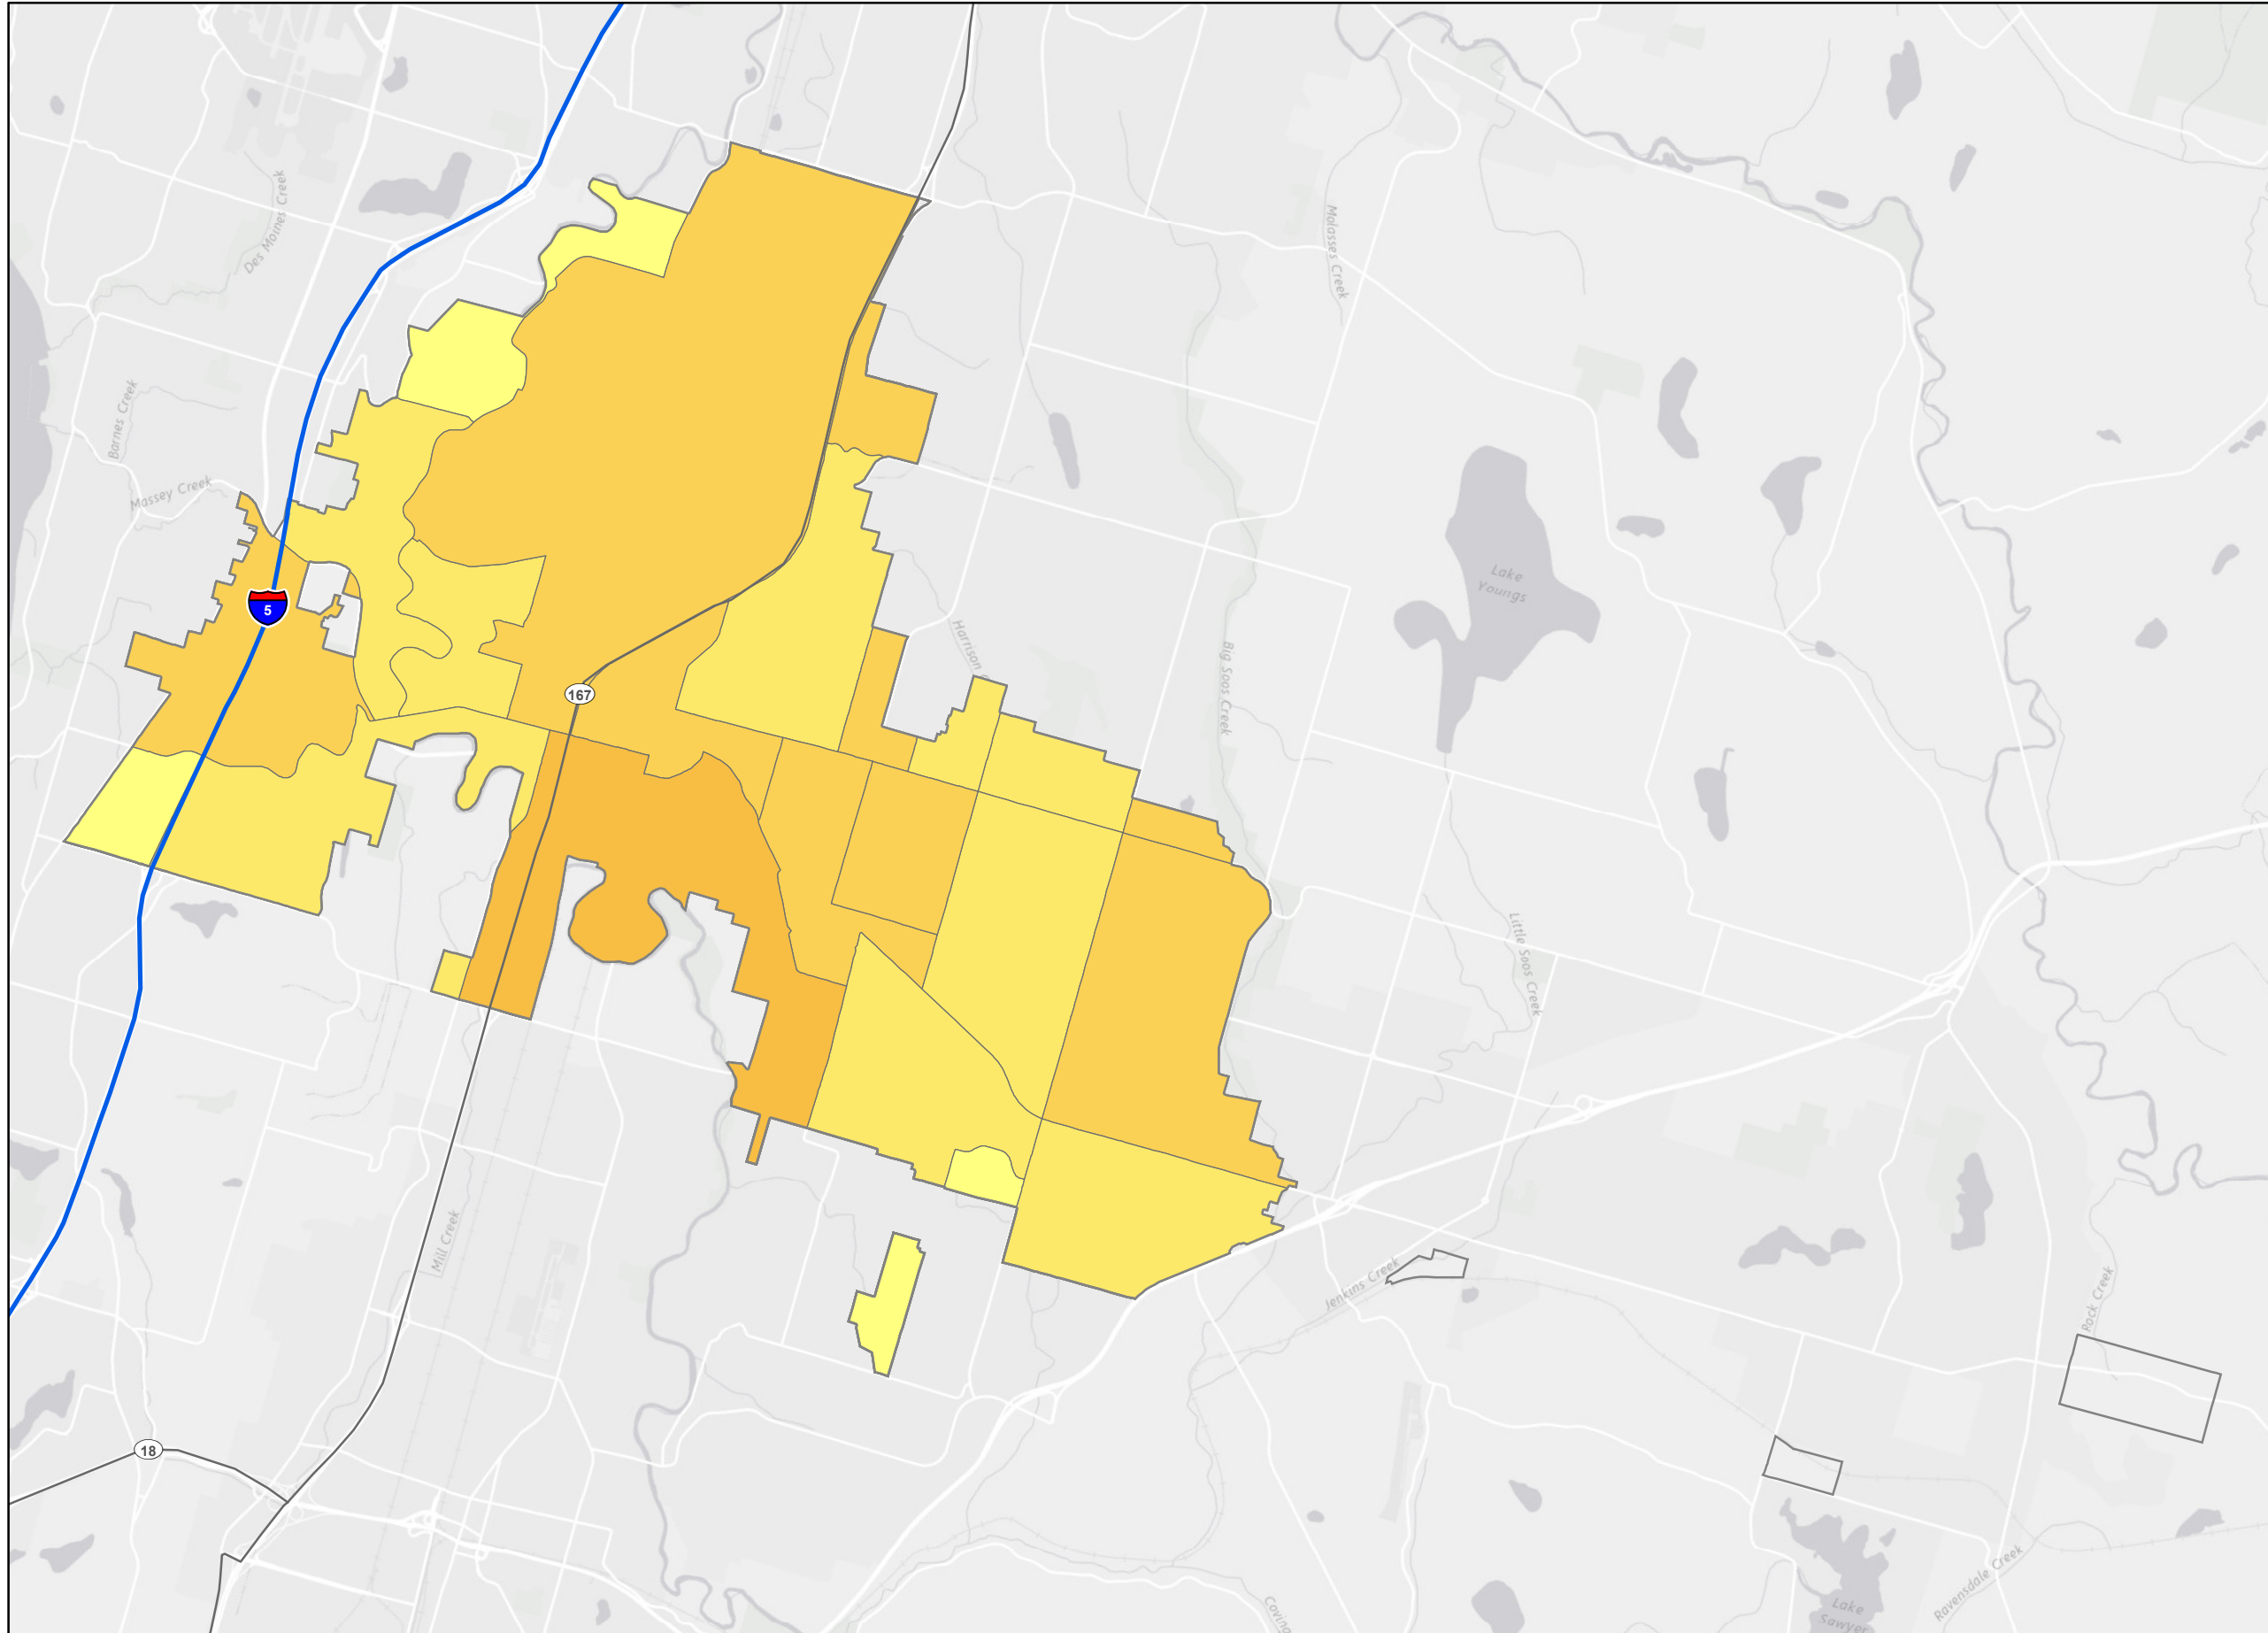 Des Moines Creek
Molasses Creek
Barnes Creek
Massey Creek
Lake
Youngs
5
Harrison
Big Soos Creek
167
Little Soos Creek
Mill Creek
Jenkins Creek
Rock Creek
18
Ravensdale Creek
Lake
Sawyer